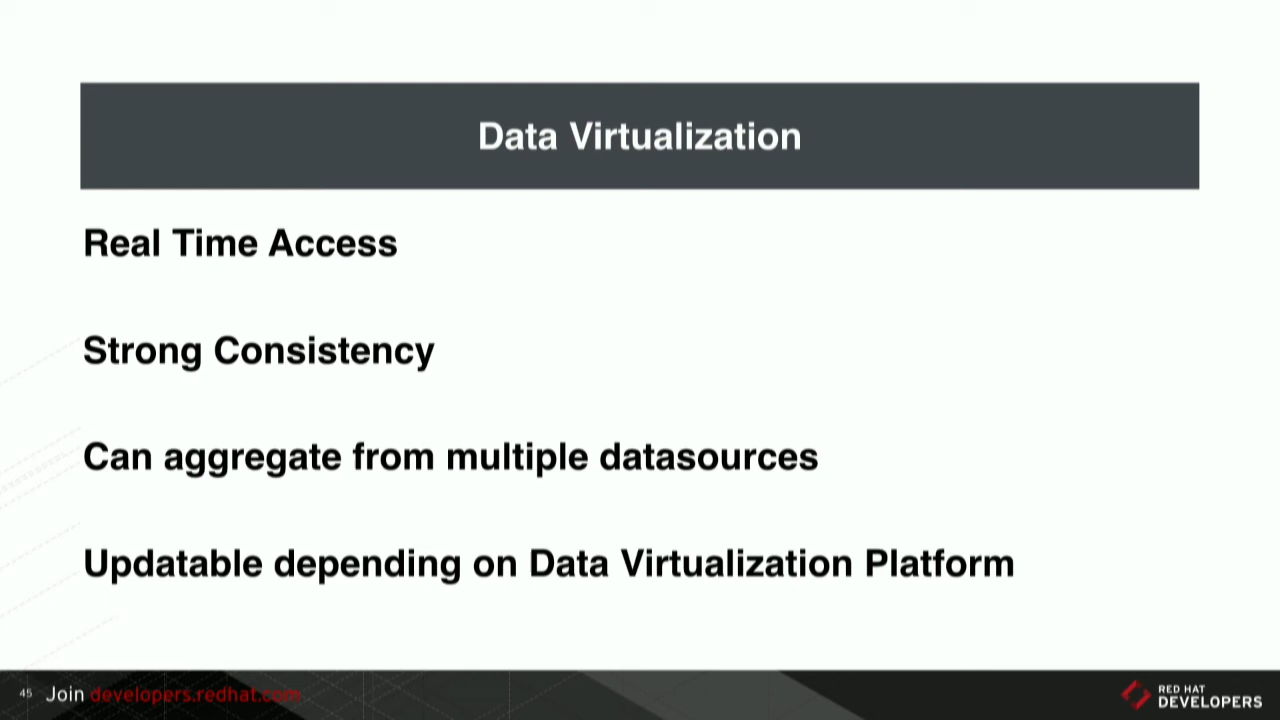 Data Virtualization
Real Time Access
Strong Consistency
Can aggregate from multiple datasources
Updatable depending on Data Virtualization Platform
45 Join developers.redhat.com
RED HAT
DEVELOPERS